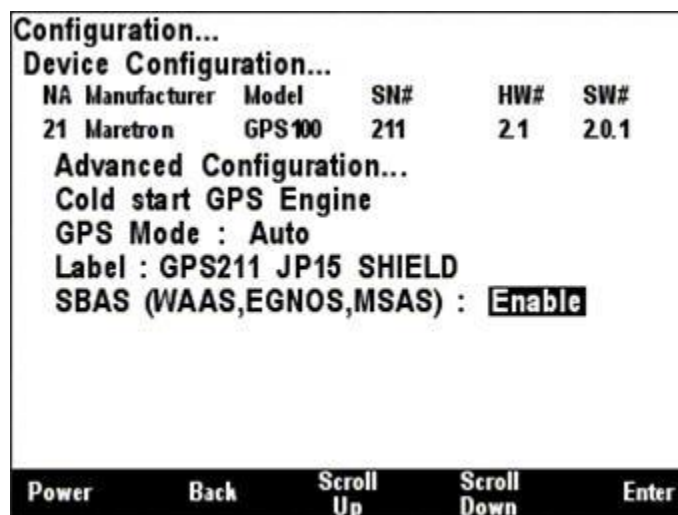 Configuration...
Device Configuration...
NA Manufacturer Model SN# HW# SW#
21 Maretron GPS100 211 2.1 2.0.1
Advanced Configuration...
Cold start GPS Engine
GPS Mode : Auto
Label : GPS211 JP15 SHIELD
SBAS (WAAS,EGNOS,MSAS) : Enable
Power Back Scroll Up Scroll Down Enter